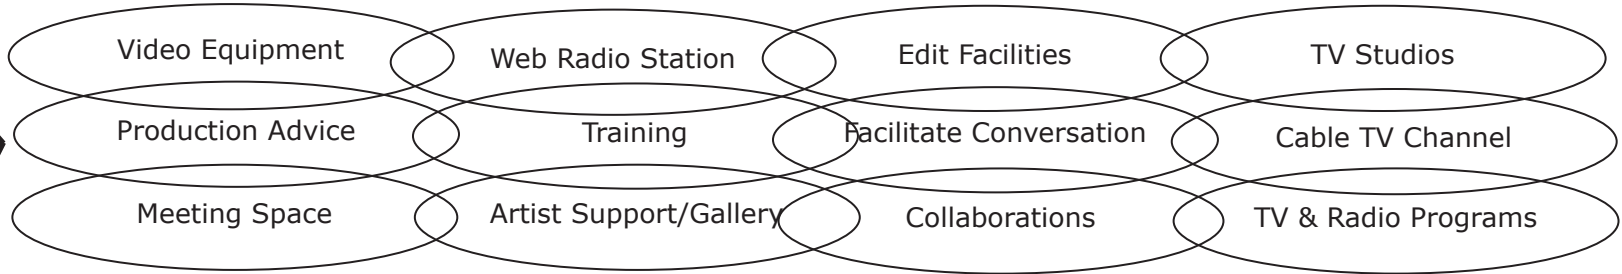 Video Equipment
Web Radio Station
Edit Facilities
TV Studios
Production Advice
Training
Facilitate Conversation
Cable TV Channel
Meeting Space
Artist Support/Gallery
Collaborations
TV & Radio Programs